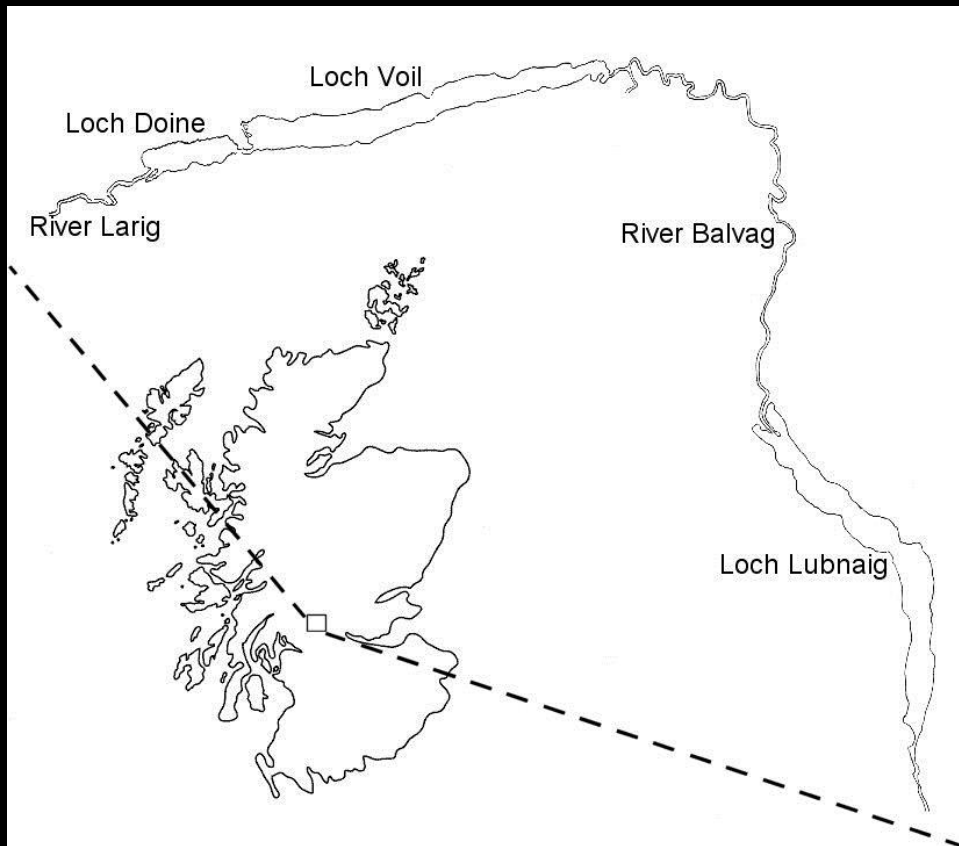 Loch Voil
Loch Doine
River Larig
River Balvag
Loch Lubnaig